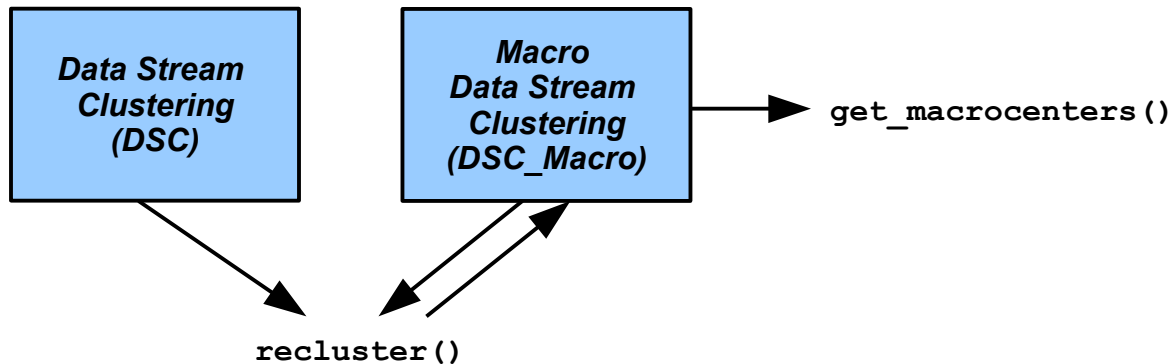 Data Stream
Clustering
(DSC)
Macro
Data Stream
Clustering
(DSC_Macro)
get_macrocenters()
recluster()